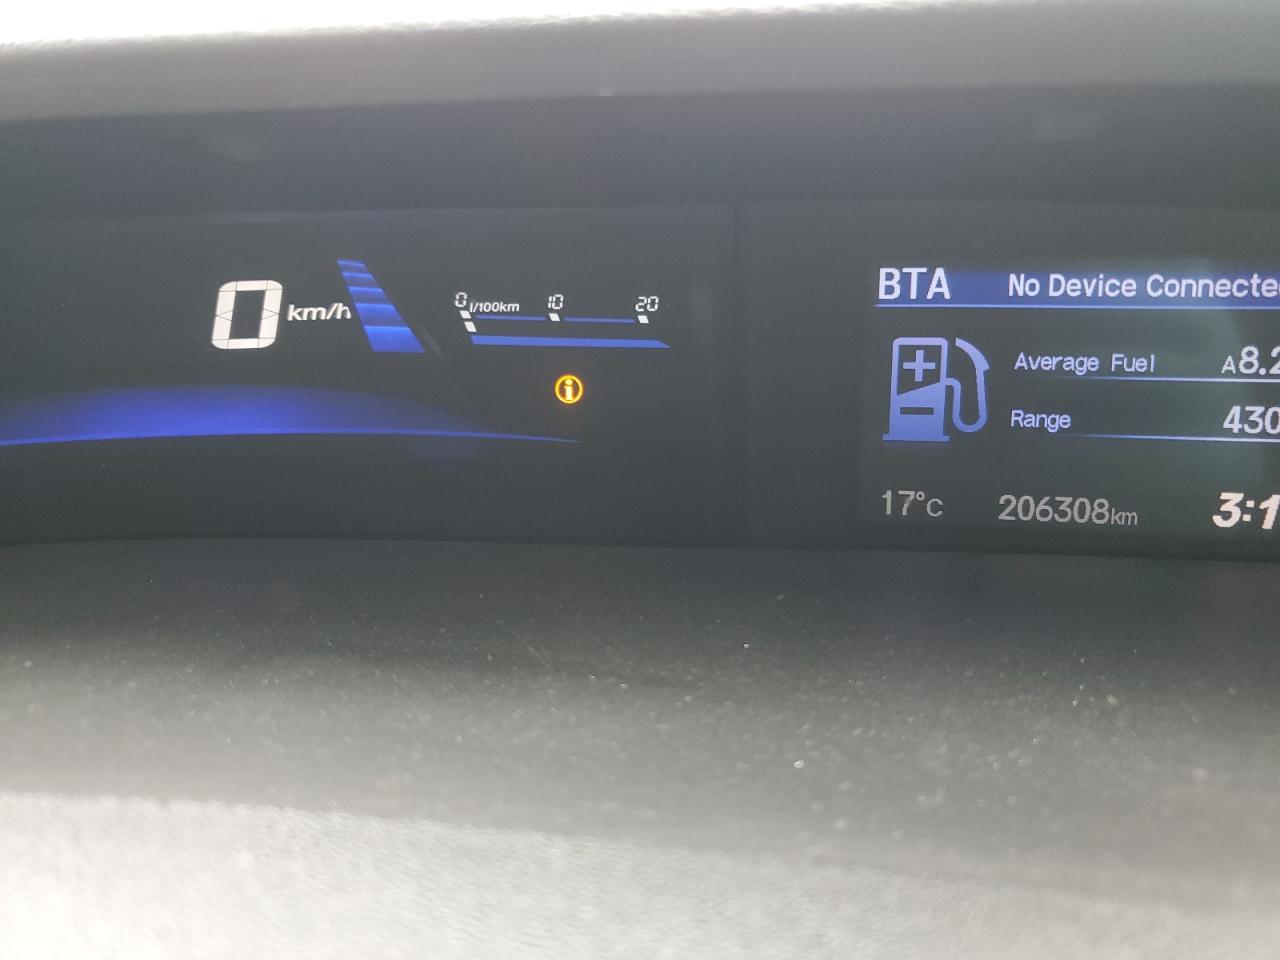 0 km/h
0 l/100km 10 20
i
BTA No Device Connected
Average Fuel A8.2
Range 430
17°C 206308km 3:1